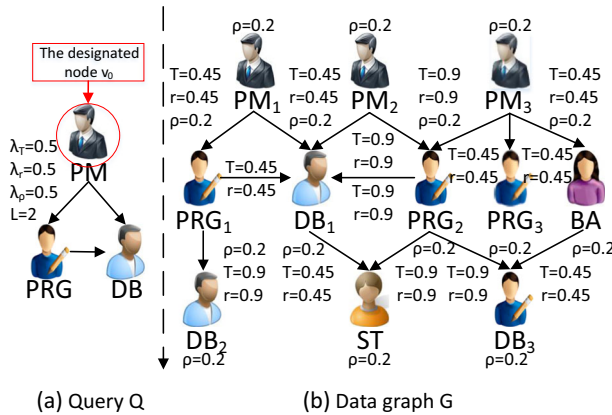 The designated
node v₀
PM
λT=0.5
λr=0.5
λρ=0.5
L=2
PRG
DB
(a) Query Q
ρ=0.2
ρ=0.2
ρ=0.2
T=0.45
r=0.45
ρ=0.2
PM₁
T=0.45
r=0.45
ρ=0.2
PM₂
T=0.9
r=0.9
ρ=0.2
PM₃
T=0.45
r=0.45
ρ=0.2
T=0.45
r=0.45
T=0.9
r=0.9
T=0.9
r=0.9
T=0.45
r=0.45
T=0.45
r=0.45
PRG₁
DB₁
PRG₂
PRG₃
BA
ρ=0.2
T=0.9
r=0.9
ρ=0.2
T=0.45
r=0.45
ρ=0.2
T=0.9
r=0.9
ρ=0.2
T=0.9
r=0.9
ρ=0.2
T=0.45
r=0.45
DB₂
ρ=0.2
ST
ρ=0.2
DB₃
ρ=0.2
(b) Data graph G